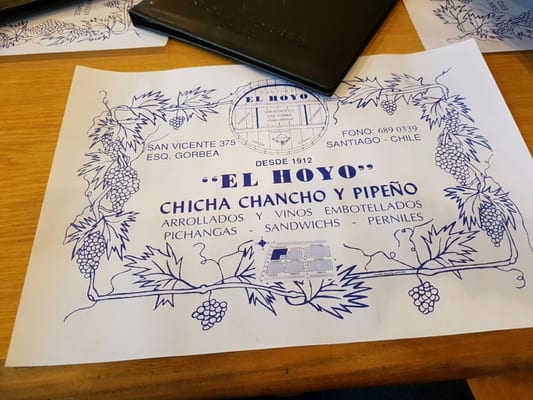 EL HOYO
SAN VICENTE 375
ESQ. GORBEA
FONO: 689 0339
SANTIAGO - CHILE
DESDE 1912
"EL HOYO"
CHICHA CHANCHO Y PIPEÑO
ARROLLADOS Y VINOS EMBOTELLADOS
PICHANGAS - SANDWICHS - PERNILES